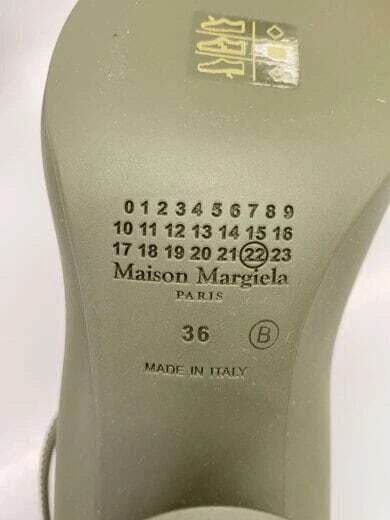 0 1 2 3 4 5 6 7 8 9
10 11 12 13 14 15 16
17 18 19 20 21 22 23
Maison Margiela
PARIS
36 B
MADE IN ITALY